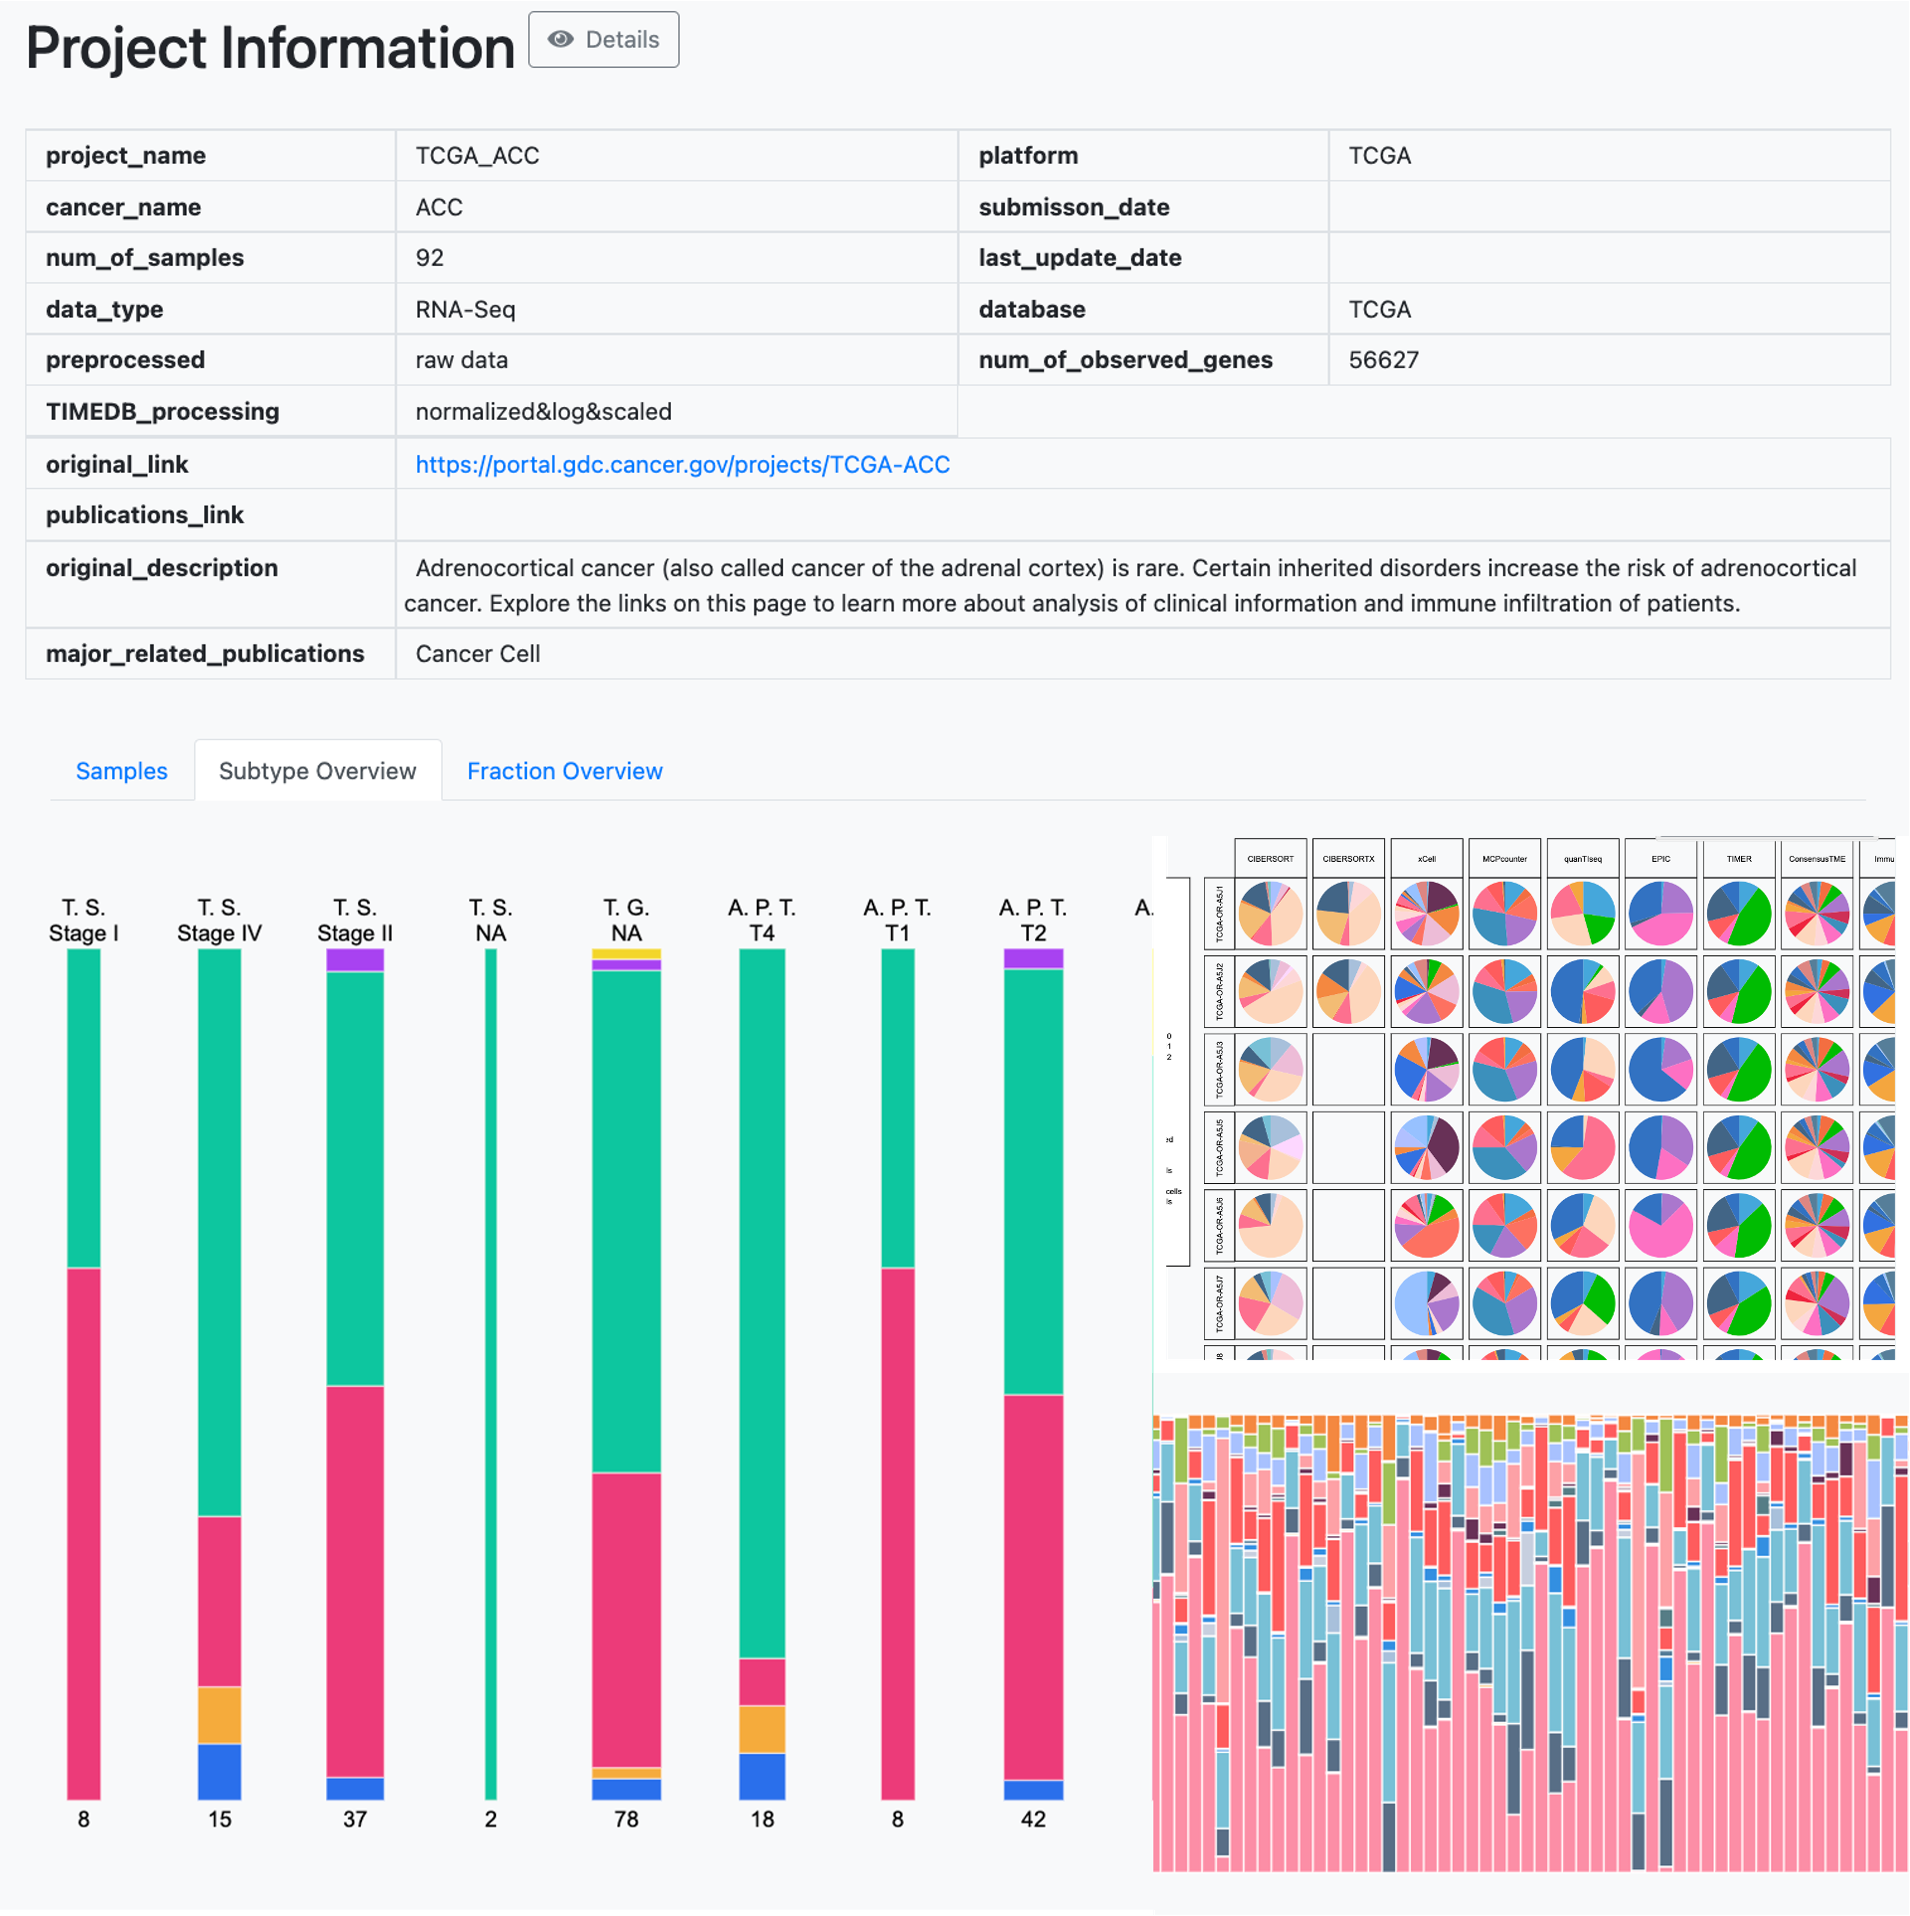 Project Information
Details
project_name TCGA_ACC platform TCGA
cancer_name ACC submisson_date
num_of_samples 92 last_update_date
data_type RNA-Seq database TCGA
preprocessed raw data num_of_observed_genes 56627
TIMEDB_processing normalized&log&scaled
original_link https://portal.gdc.cancer.gov/projects/TCGA-ACC
publications_link
original_description Adrenocortical cancer (also called cancer of the adrenal cortex) is rare. Certain inherited disorders increase the risk of adrenocortical
cancer. Explore the links on this page to learn more about analysis of clinical information and immune infiltration of patients.
major_related_publications Cancer Cell
Samples Subtype Overview Fraction Overview
T. S. T. S. T. S. T. S. T. G. A. P. T. A. P. T. A. P. T. A.
Stage I Stage IV Stage II NA NA T4 T1 T2
8 15 37 2 78 18 8 42
CIBERSORT CIBERSORTX xCell MCPcounter quanTIseq EPIC TIMER ConsensusTME Immu
TCGA-OR-A5J1
TCGA-OR-A5J2
TCGA-OR-A5J3
TCGA-OR-A5J5
TCGA-OR-A5J6
TCGA-OR-A5J7
J8
0
1
2
ed
ls
cells
ls